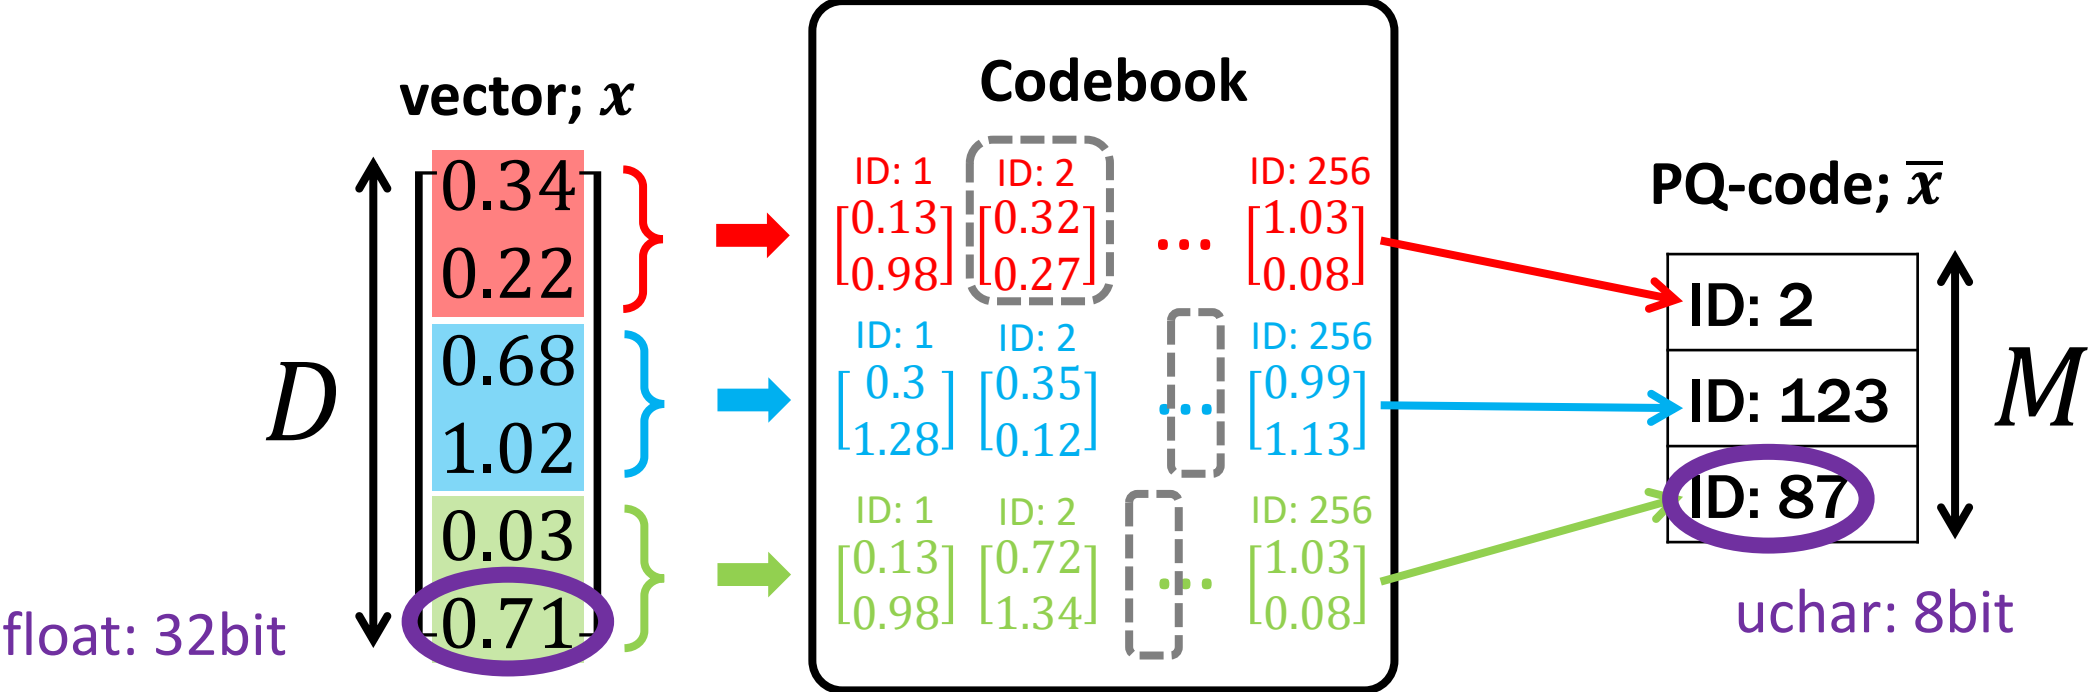 vector; x
D
0.34
0.22
0.68
1.02
0.03
0.71
float: 32bit
Codebook
ID: 1 ID: 2 ID: 256
[0.13 0.98] [0.32 0.27] ... [1.03 0.08]
ID: 1 ID: 2 ID: 256
[0.3 1.28] [0.35 0.12] ... [0.99 1.13]
ID: 1 ID: 2 ID: 256
[0.13 0.98] [0.72 1.34] ... [1.03 0.08]
PQ-code; x̅
ID: 2
ID: 123
ID: 87
M
uchar: 8bit